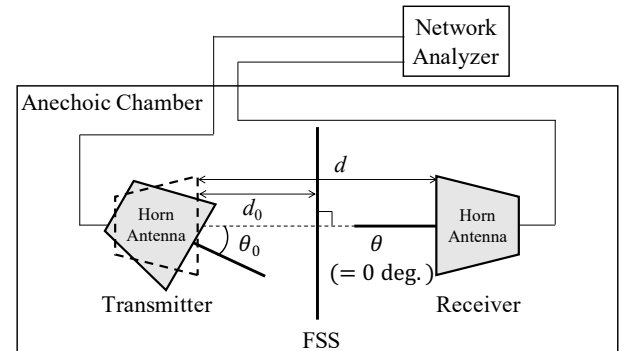 Network
Analyzer
Anechoic Chamber
d
d₀
Horn
Antenna
θ₀
θ
(= 0 deg.)
Horn
Antenna
Transmitter
Receiver
FSS